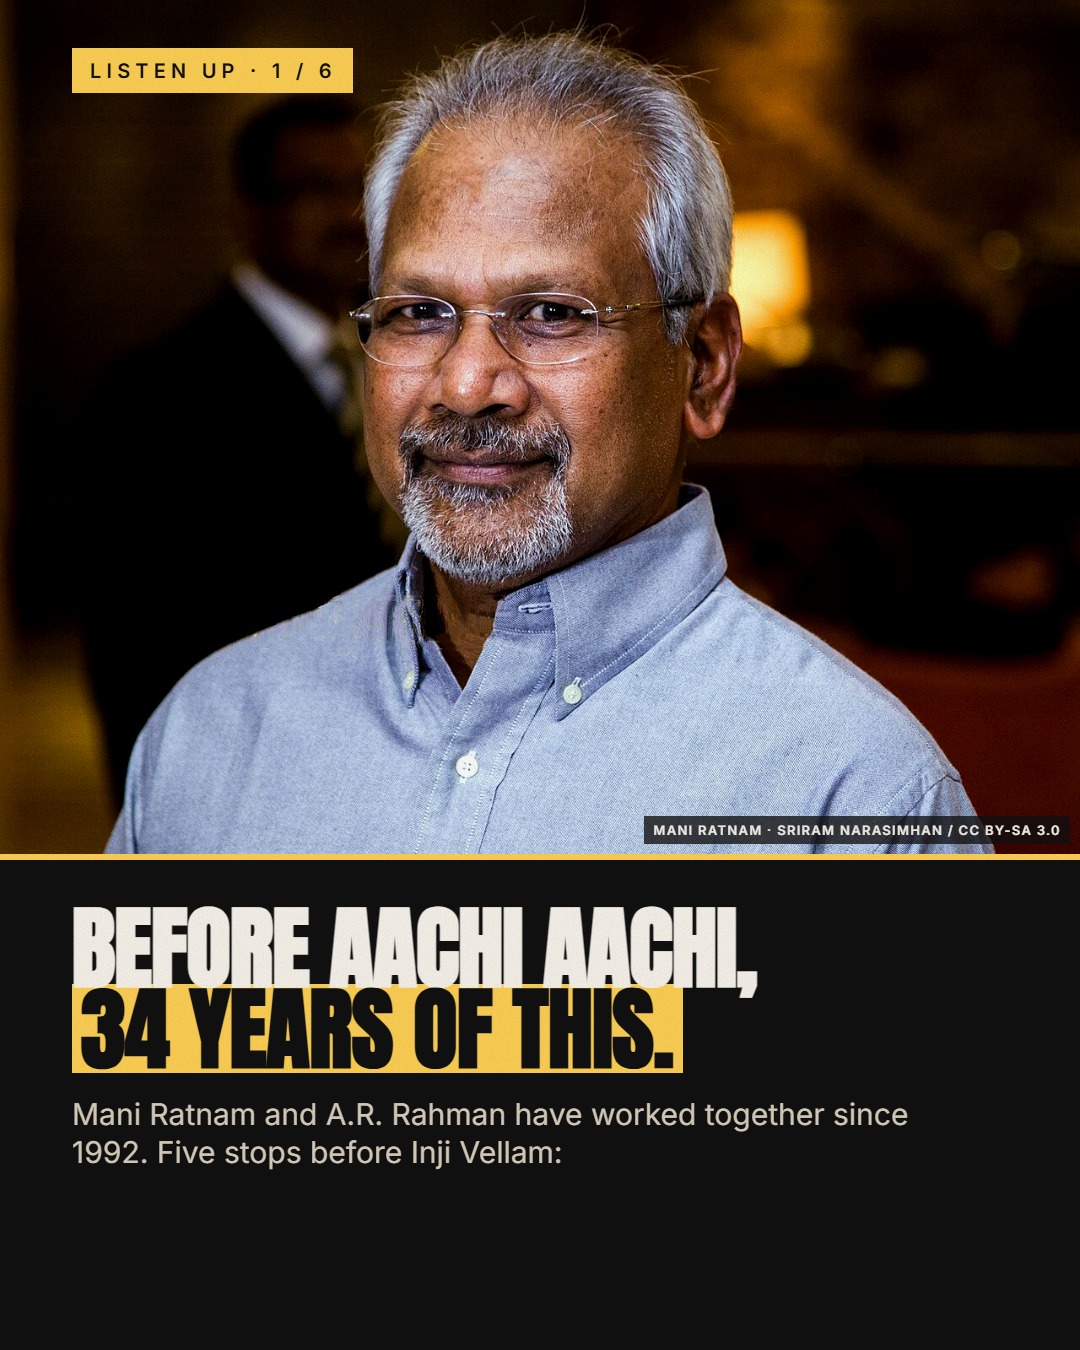 LISTEN UP · 1 / 6
MANI RATNAM · SRIRAM NARASIMHAN / CC BY-SA 3.0
BEFORE AACHI AACHI,
34 YEARS OF THIS.
Mani Ratnam and A.R. Rahman have worked together since
1992. Five stops before Inji Vellam: